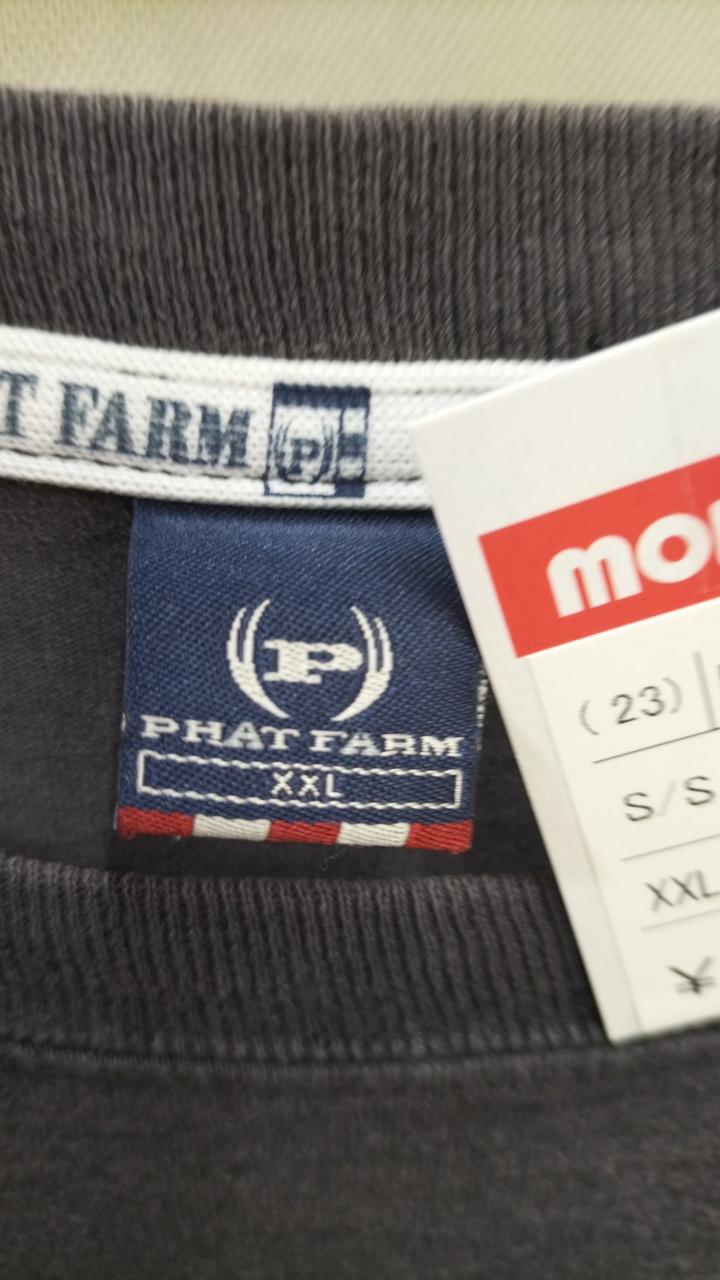 T FARM P
P
PHAT FARM
XXL
mo
(23)
S/S
XXL
¥